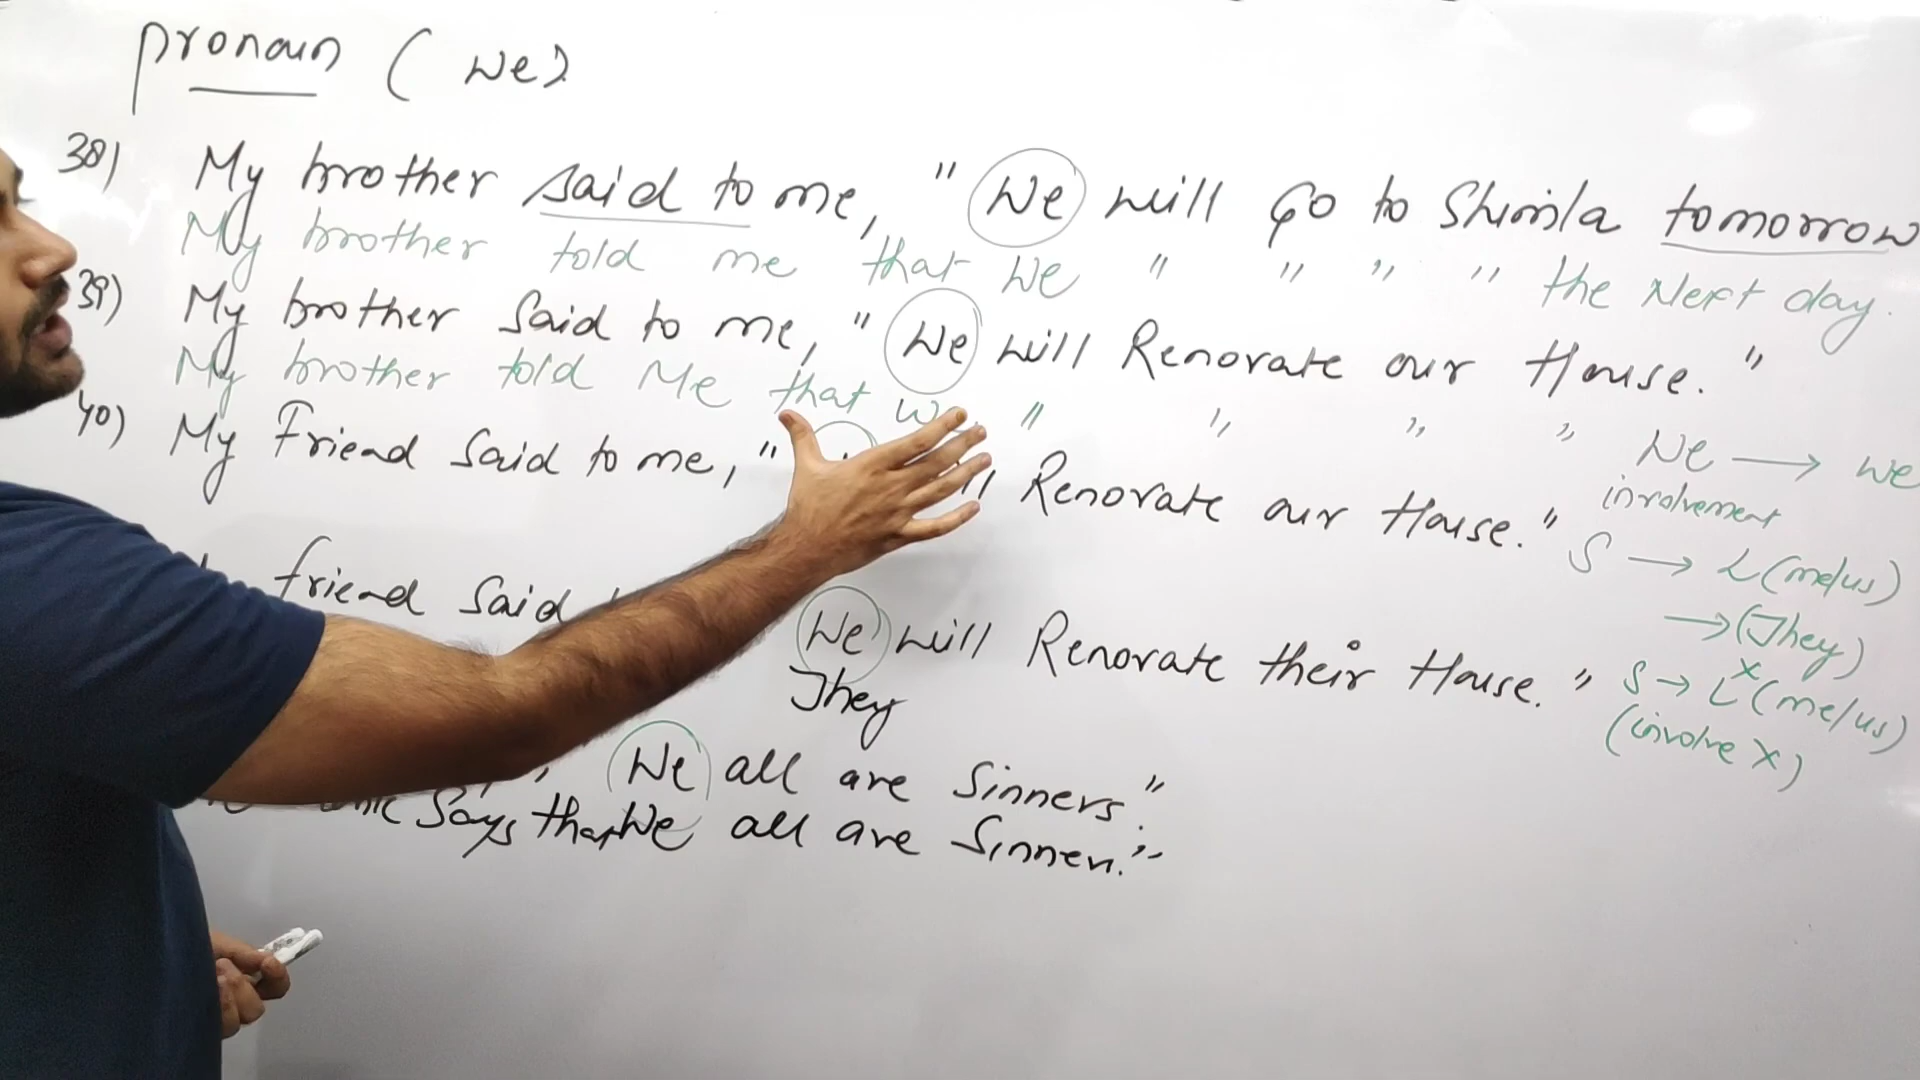 pronoun (we)
38) My brother said to me, "We will Go to Shimla tomorrow
My brother told me that We " " " " the Next day.
39) My brother Said to me, "We will Renovate our House."
My brother told Me that we " " " "
We → we
involvement
40) My Friend Said to me, " Renovate our House."
S → L (me/us)
→ (They)
friend Said We will Renovate their House."
They
S → L x (me/us)
(involve X)
We all are Sinners."
Says that We all are Sinner."